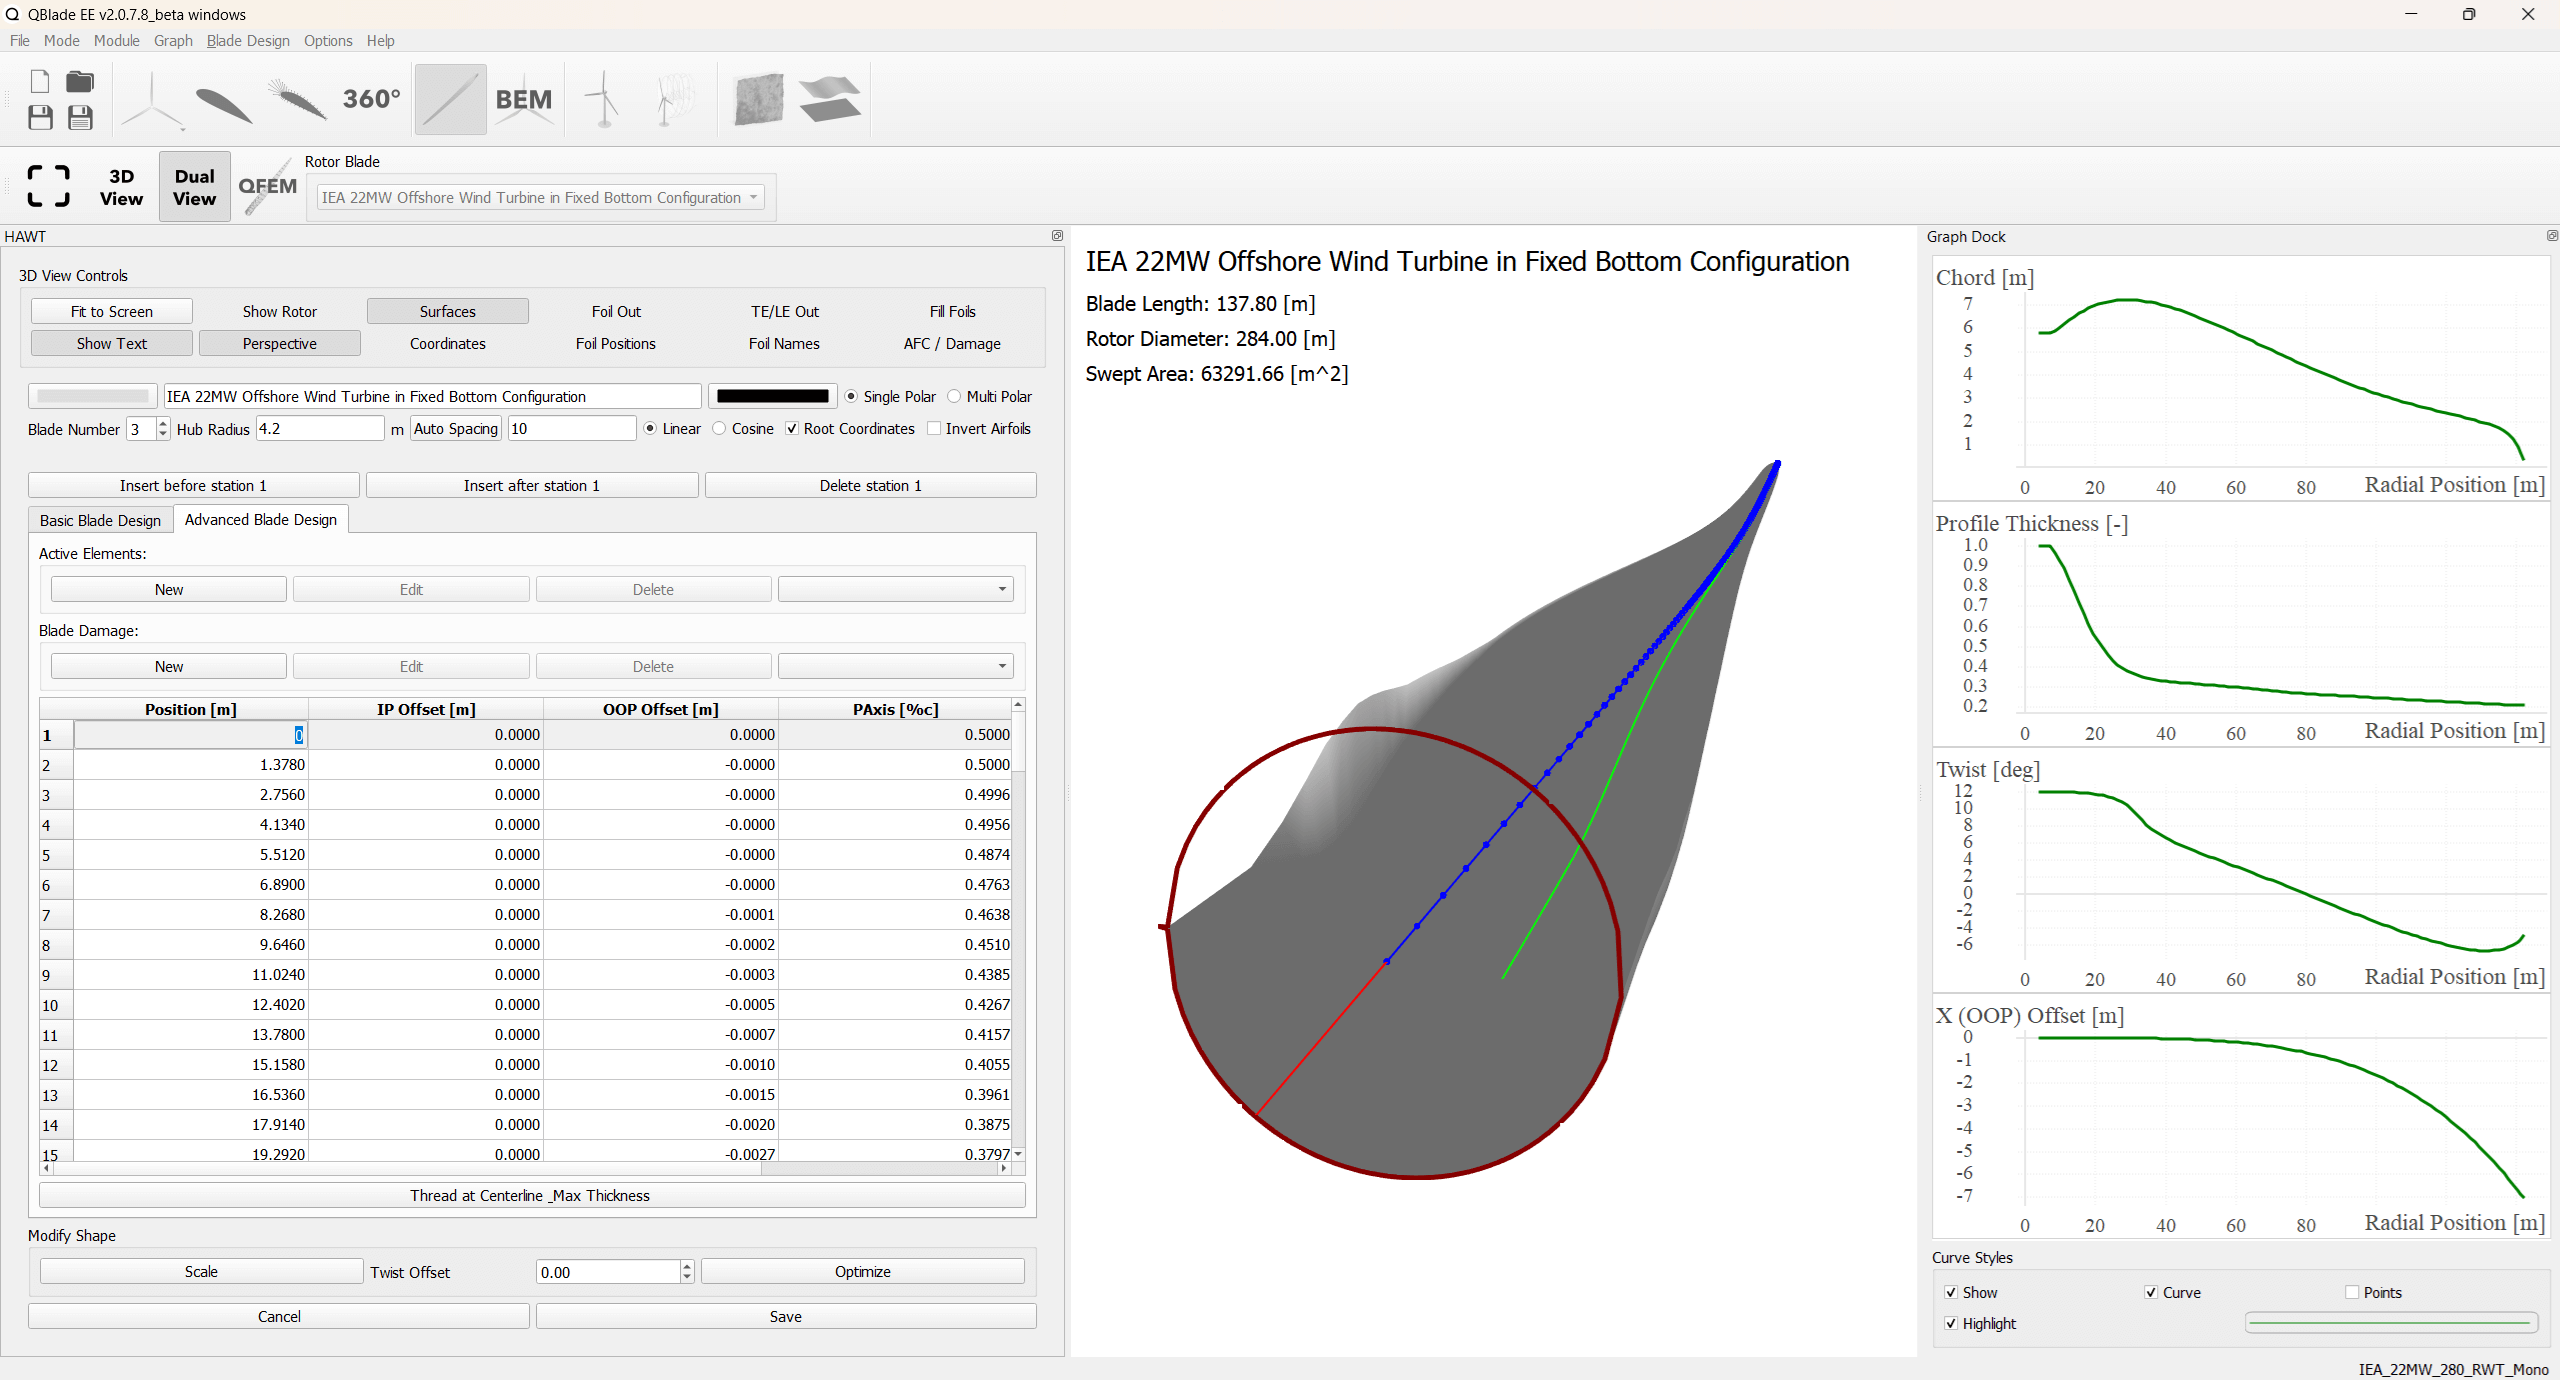 QBlade EE v2.0.7.8_beta windows
File Mode Module Graph Blade Design Options Help
360°
BEM
3D View
Dual View
QFEM
Rotor Blade
IEA 22MW Offshore Wind Turbine in Fixed Bottom Configuration
HAWT
3D View Controls
Fit to Screen Show Rotor Surfaces Foil Out TE/LE Out Fill Foils
Show Text Perspective Coordinates Foil Positions Foil Names AFC / Damage
IEA 22MW Offshore Wind Turbine in Fixed Bottom Configuration Single Polar Multi Polar
Blade Number 3 Hub Radius 4.2 m Auto Spacing 10 Linear Cosine Root Coordinates Invert Airfoils
Insert before station 1 Insert after station 1 Delete station 1
Basic Blade Design Advanced Blade Design
Active Elements:
New Edit Delete
Blade Damage:
New Edit Delete
Position [m] IP Offset [m] OOP Offset [m] PAxis [%c]
1 0 0.0000 0.0000 0.5000
2 1.3780 0.0000 -0.0000 0.5000
3 2.7560 0.0000 -0.0000 0.4996
4 4.1340 0.0000 -0.0000 0.4956
5 5.5120 0.0000 -0.0000 0.4874
6 6.8900 0.0000 -0.0000 0.4763
7 8.2680 0.0000 -0.0001 0.4638
8 9.6460 0.0000 -0.0002 0.4510
9 11.0240 0.0000 -0.0003 0.4385
10 12.4020 0.0000 -0.0005 0.4267
11 13.7800 0.0000 -0.0007 0.4157
12 15.1580 0.0000 -0.0010 0.4055
13 16.5360 0.0000 -0.0015 0.3961
14 17.9140 0.0000 -0.0020 0.3875
15 19.2920 0.0000 -0.0027 0.3797
Thread at Centerline _Max Thickness
Modify Shape
Scale Twist Offset 0.00 Optimize
Cancel Save
IEA 22MW Offshore Wind Turbine in Fixed Bottom Configuration
Blade Length: 137.80 [m]
Rotor Diameter: 284.00 [m]
Swept Area: 63291.66 [m^2]
Graph Dock
Chord [m]
7
6
5
4
3
2
1
0 20 40 60 80 Radial Position [m]
Profile Thickness [-]
1.0
0.9
0.8
0.7
0.6
0.5
0.4
0.3
0.2
0 20 40 60 80 Radial Position [m]
Twist [deg]
12
10
8
6
4
2
0
-2
-4
-6
0 20 40 60 80 Radial Position [m]
X (OOP) Offset [m]
0
-1
-2
-3
-4
-5
-6
-7
0 20 40 60 80 Radial Position [m]
Curve Styles
Show Curve Points
Highlight
IEA_22MW_280_RWT_Mono